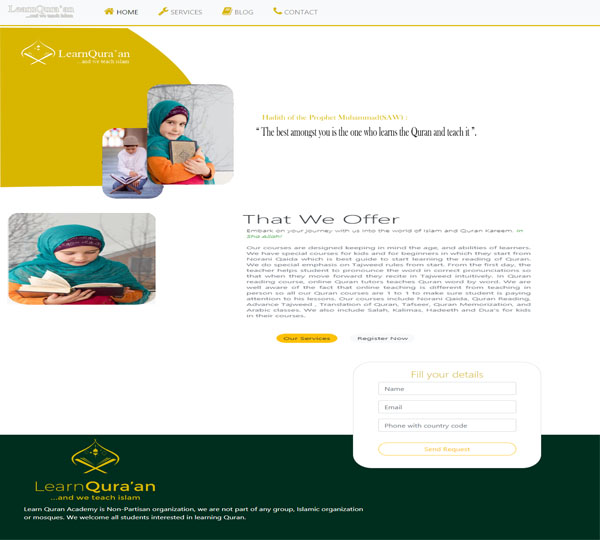 LearnQura'an
...and we teach islam
HOME SERVICES BLOG CONTACT
LearnQura'an
...and we teach islam
Hadith of the Prophet Muhammad(SAW) :
“ The best amongst you is the one who learns the Quran and teach it ”.
That We Offer
Embark on your journey with us into the world of Islam and Quran Kareem. In
Sha Allah!
Our courses are designed keeping in mind the age, and abilities of learners.
We have special courses for kids and for beginners in which they start from
Norani Qaida which is best guide to start learning the reading of Quran.
We do special emphasis on Tajweed rules from start. From the first day, the
teacher helps student to pronounce the word in correct pronunciations so
that when they move forward they recite in Tajweed intuitively. In Quran
reading course, online Quran tutors teaches Quran word by word. We are
well aware of the fact that online teaching is different from teaching in
person so all our Quran courses are 1 to 1 to make sure student is paying
attention to his lessons. Our courses include Norani Qaida, Quran Reading,
Advance Tajweed , Translation of Quran, Tafseer, Quran Memorization, and
Arabic classes. We also include Salah, Kalimas, Hadeeth and Dua's for kids
in their courses.
Our Services Register Now
Fill your details
Name
Email
Phone with country code
Send Request
LearnQura'an
...and we teach islam
Learn Quran Academy is Non-Partisan organization, we are not part of any group, Islamic organization
or mosques. We welcome all students interested in learning Quran.